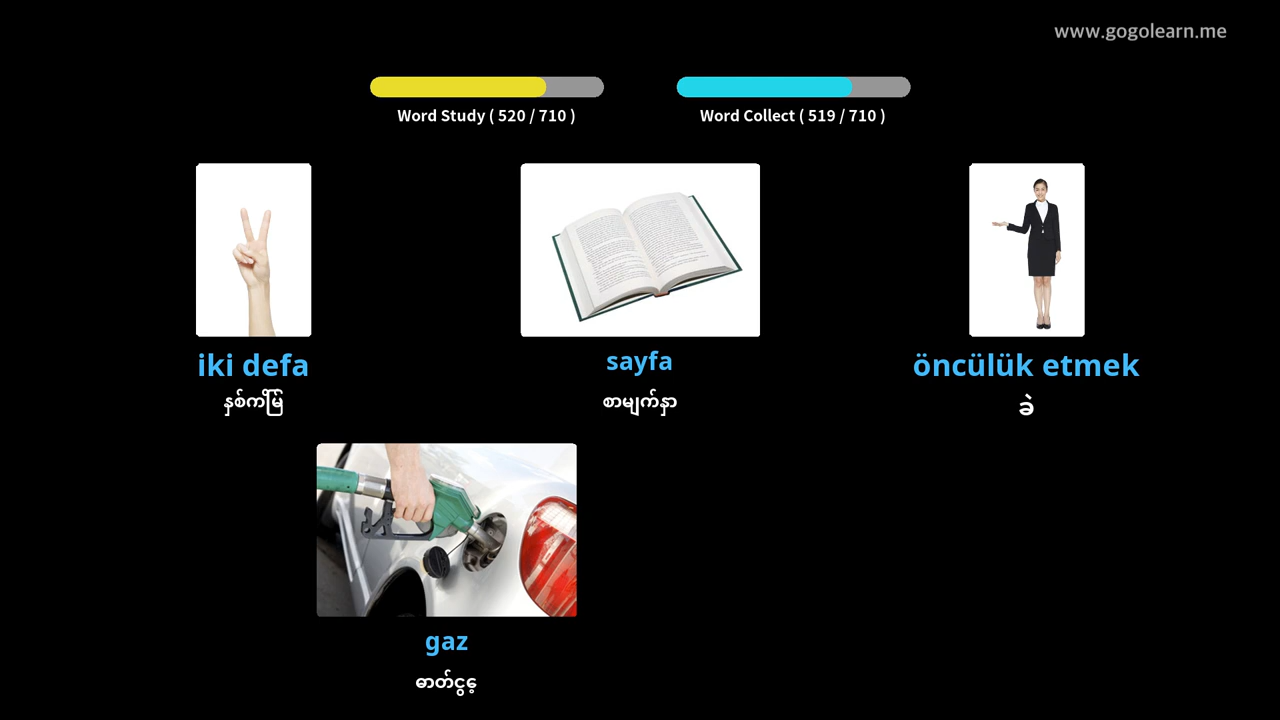 www.gogolearn.me
Word Study ( 520 / 710 )
Word Collect ( 519 / 710 )
iki defa
နှစ်ကြိမ်
sayfa
စာမျက်နှာ
öncülük etmek
ခဲ
gaz
ဓာတ်ငွေ့